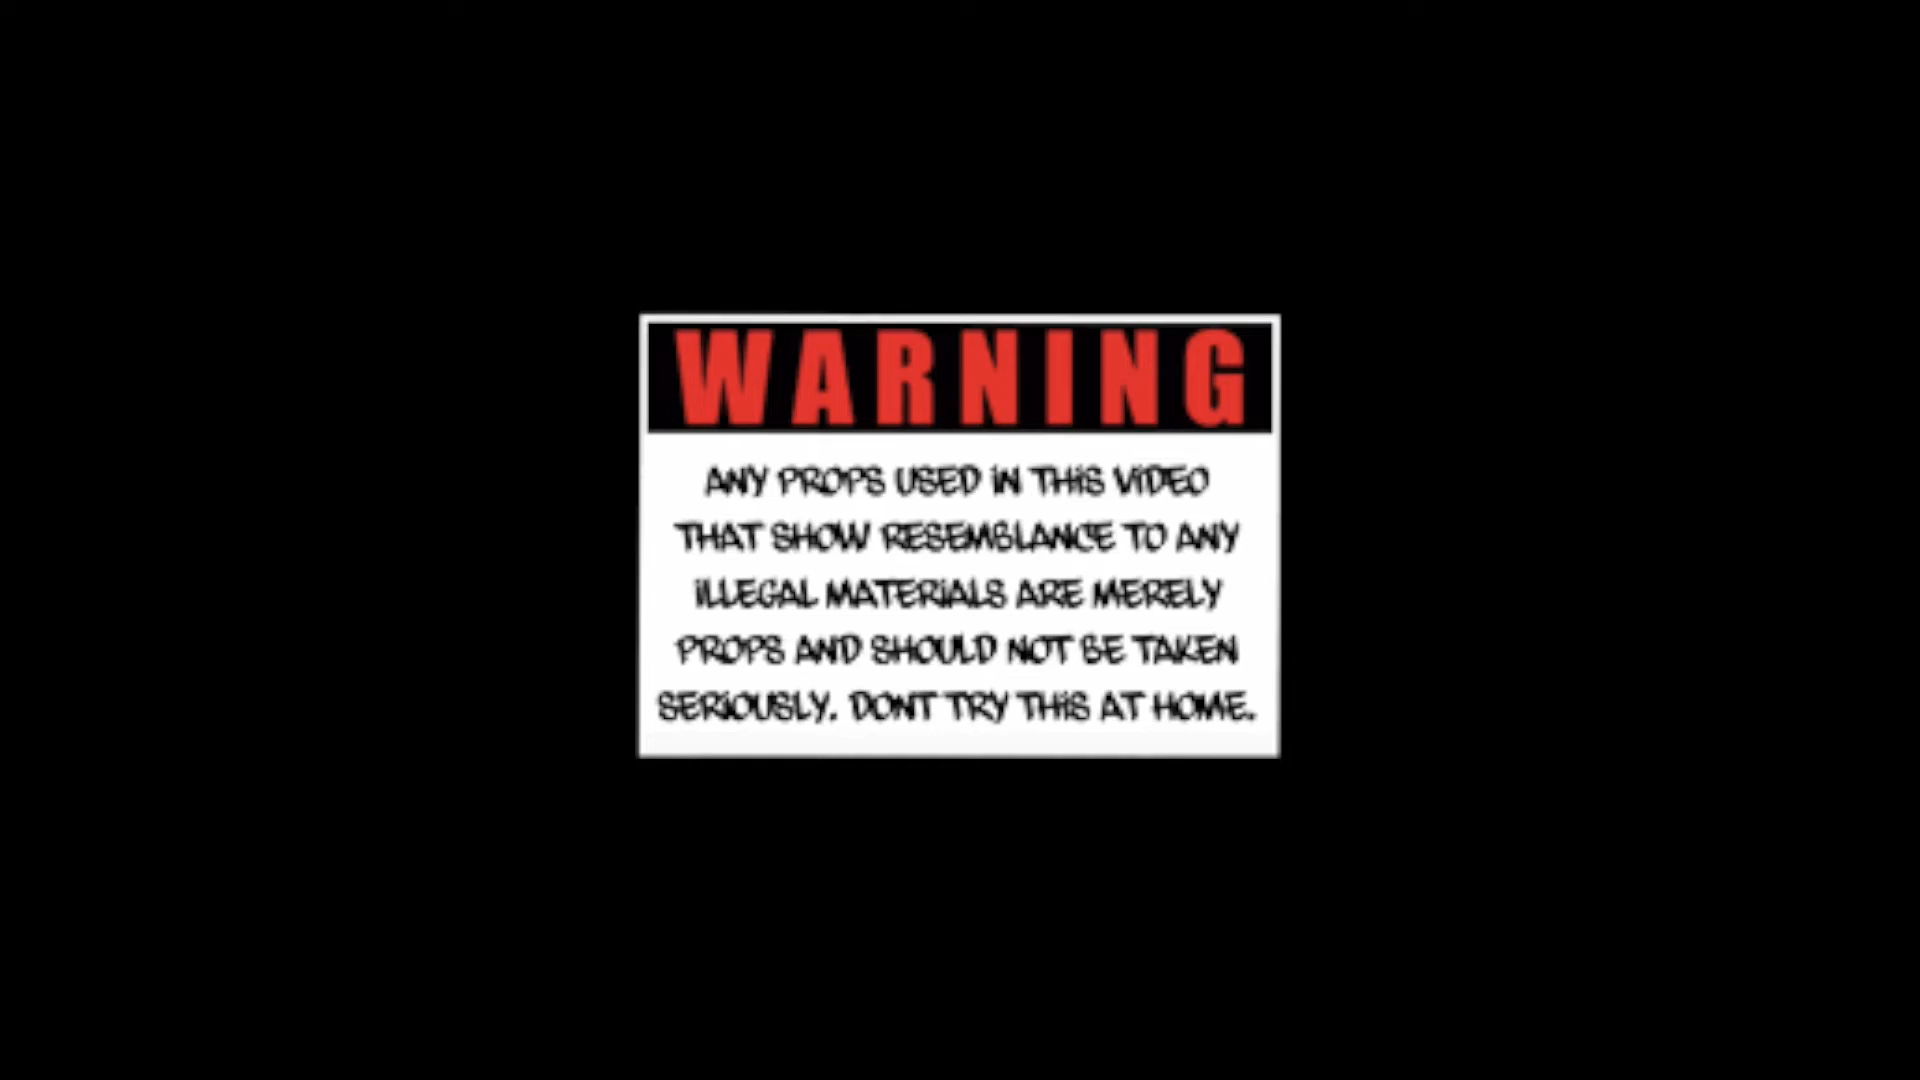 WARNING
ANY PROPS USED IN THIS VIDEO
THAT SHOW RESEMBLANCE TO ANY
ILLEGAL MATERIALS ARE MERELY
PROPS AND SHOULD NOT BE TAKEN
SERIOUSLY. DONT TRY THIS AT HOME.